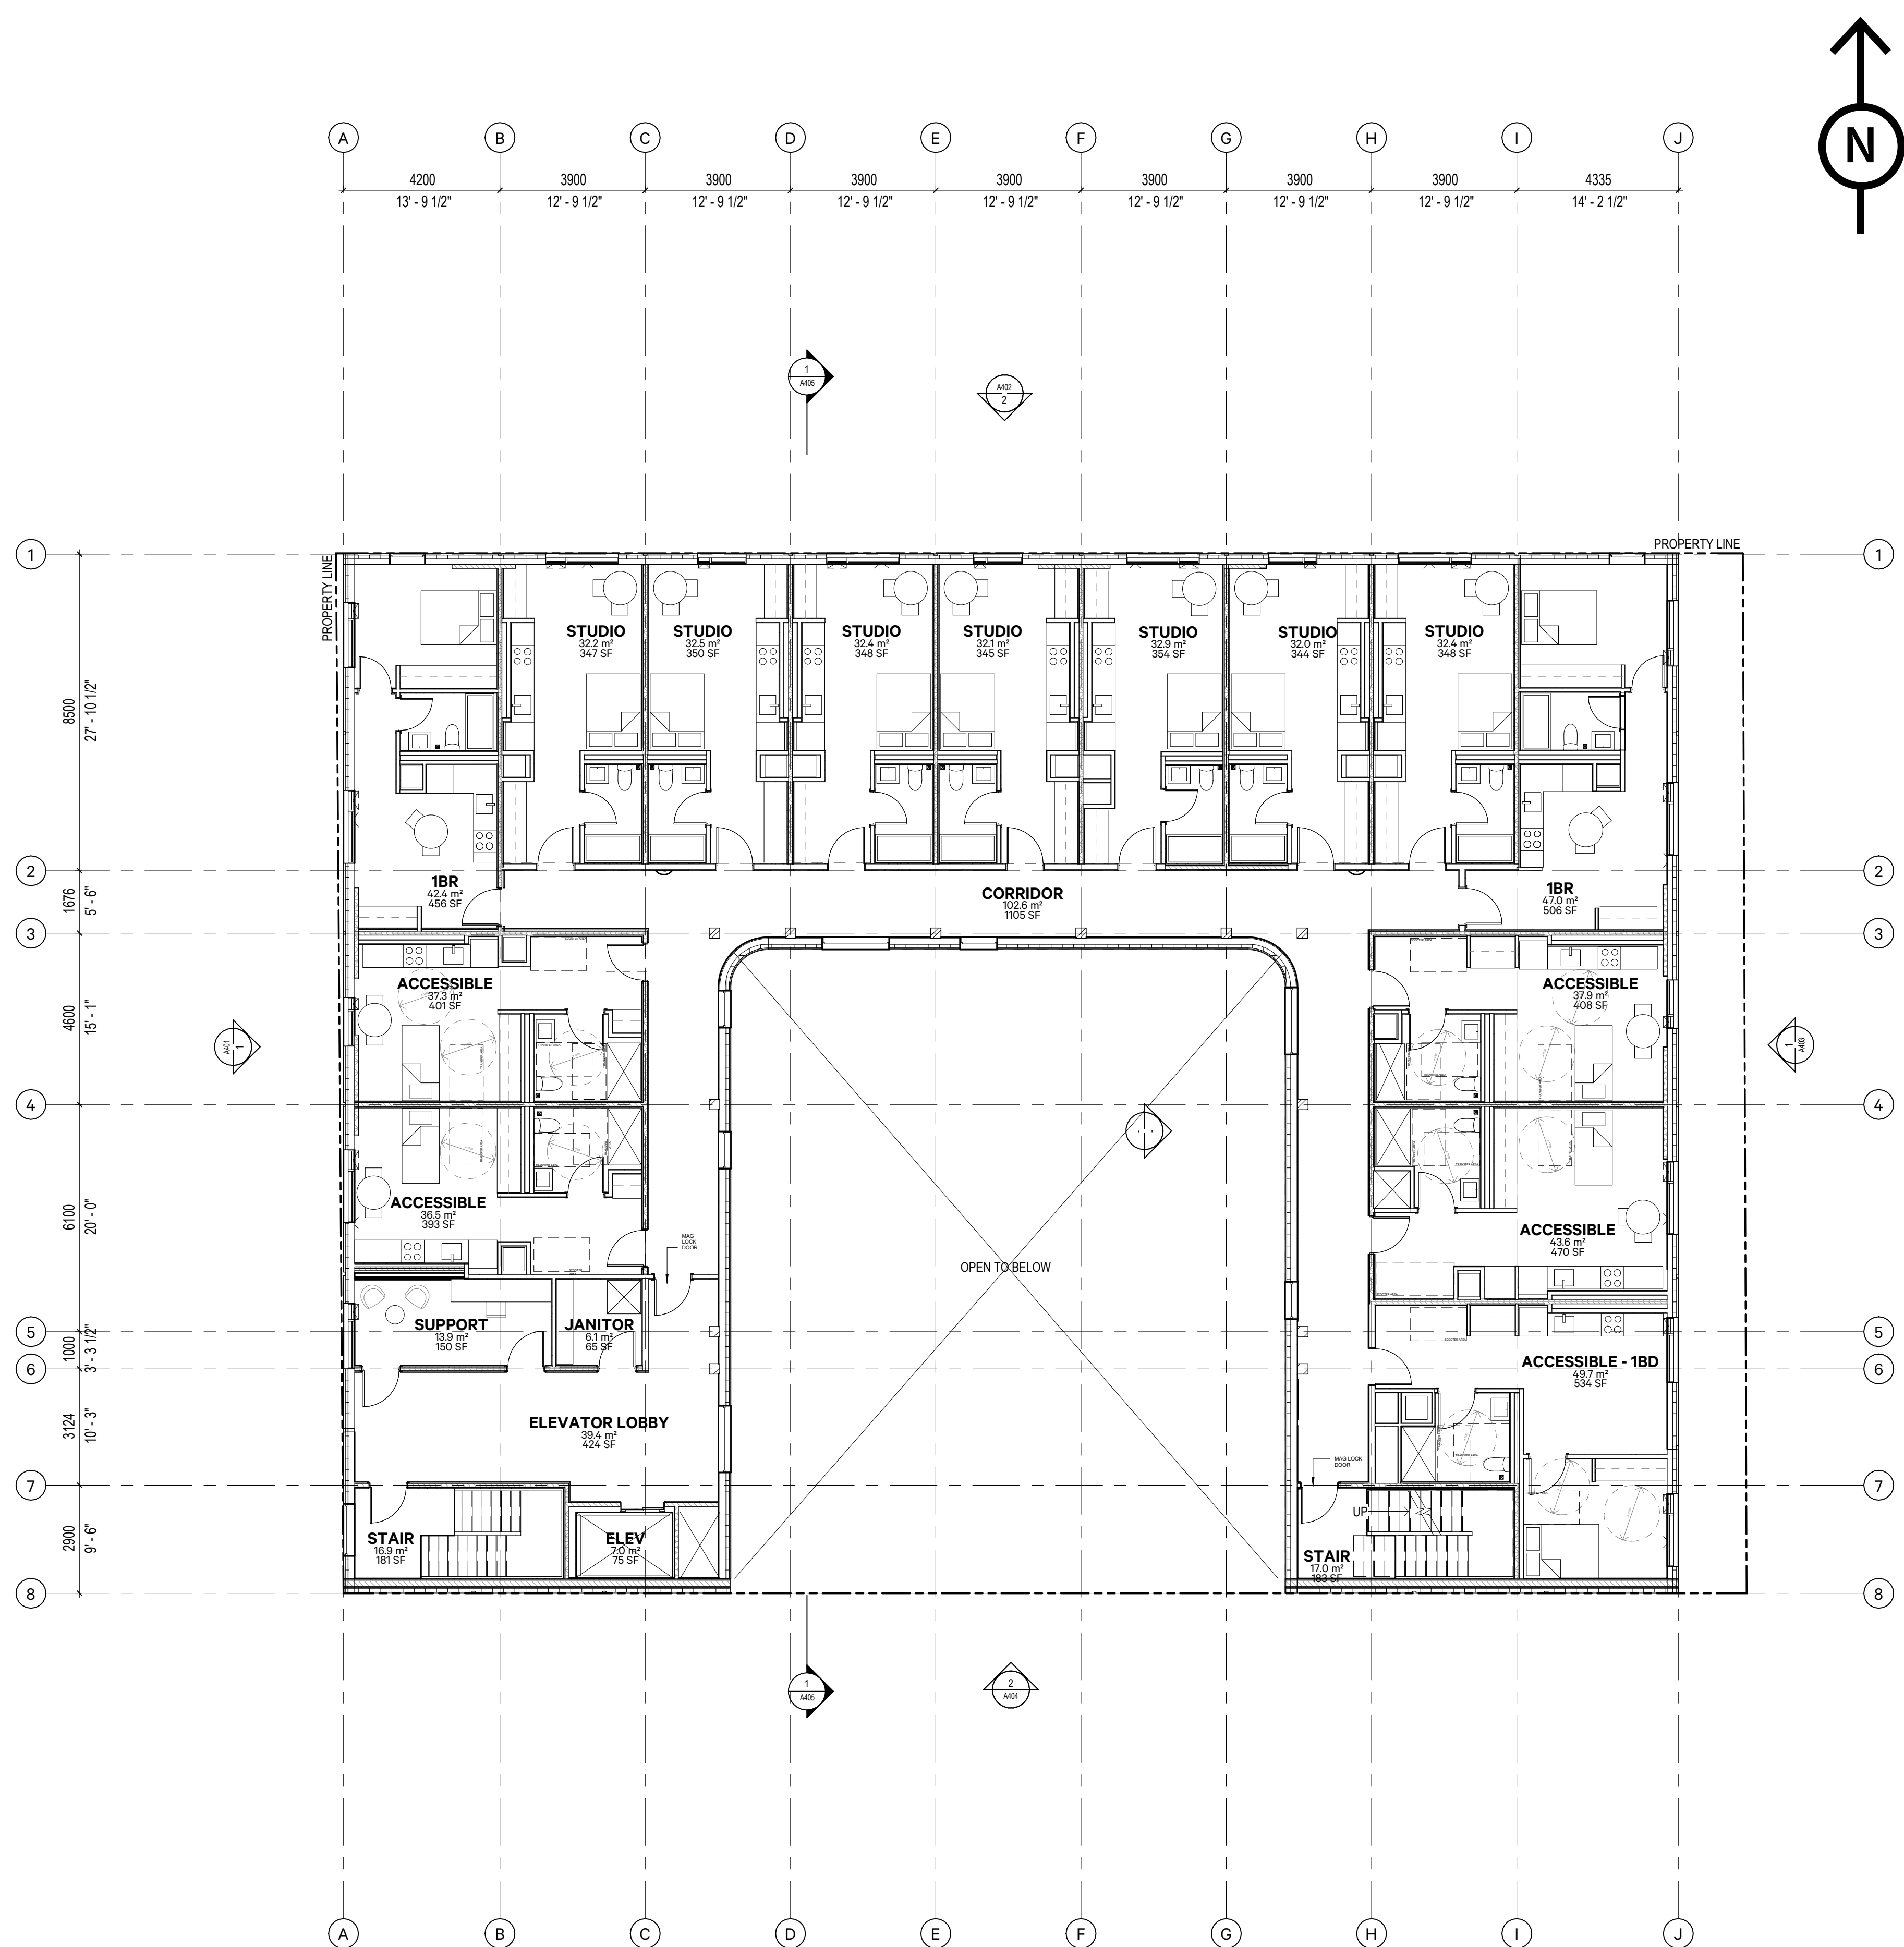 N
A B C D E F G H I J
4200 3900 3900 3900 3900 3900 3900 3900 4335
13' - 9 1/2" 12' - 9 1/2" 12' - 9 1/2" 12' - 9 1/2" 12' - 9 1/2" 12' - 9 1/2" 12' - 9 1/2" 12' - 9 1/2" 14' - 2 1/2"
1
A405
A402
2
PROPERTY LINE
PROPERTY LINE
1
1
STUDIO
32.2 m²
347 SF
STUDIO
32.5 m²
350 SF
STUDIO
32.4 m²
348 SF
STUDIO
32.1 m²
345 SF
STUDIO
32.9 m²
354 SF
STUDIO
32.0 m²
344 SF
STUDIO
32.4 m²
348 SF
8500
27' - 10 1/2"
2
2
1BR
42.4 m²
456 SF
CORRIDOR
102.6 m²
1105 SF
1BR
47.0 m²
506 SF
1676
5' - 6"
3
3
ACCESSIBLE
37.3 m²
401 SF
ACCESSIBLE
37.9 m²
408 SF
4600
15' - 1"
A401
1
1
A403
4
4
ACCESSIBLE
36.5 m²
393 SF
ACCESSIBLE
43.6 m²
470 SF
6100
20' - 0"
MAG
LOCK
DOOR
OPEN TO BELOW
SUPPORT
13.9 m²
150 SF
JANITOR
6.1 m²
65 SF
5
5
1000
3' - 3 1/2"
6
6
ACCESSIBLE - 1BD
49.7 m²
534 SF
3124
10' - 3"
ELEVATOR LOBBY
39.4 m²
424 SF
MAG LOCK
DOOR
7
7
UP
2900
9' - 6"
STAIR
16.9 m²
181 SF
ELEV
7.0 m²
75 SF
STAIR
17.0 m²
183 SF
8
8
1
A405
2
A404
A B C D E F G H I J